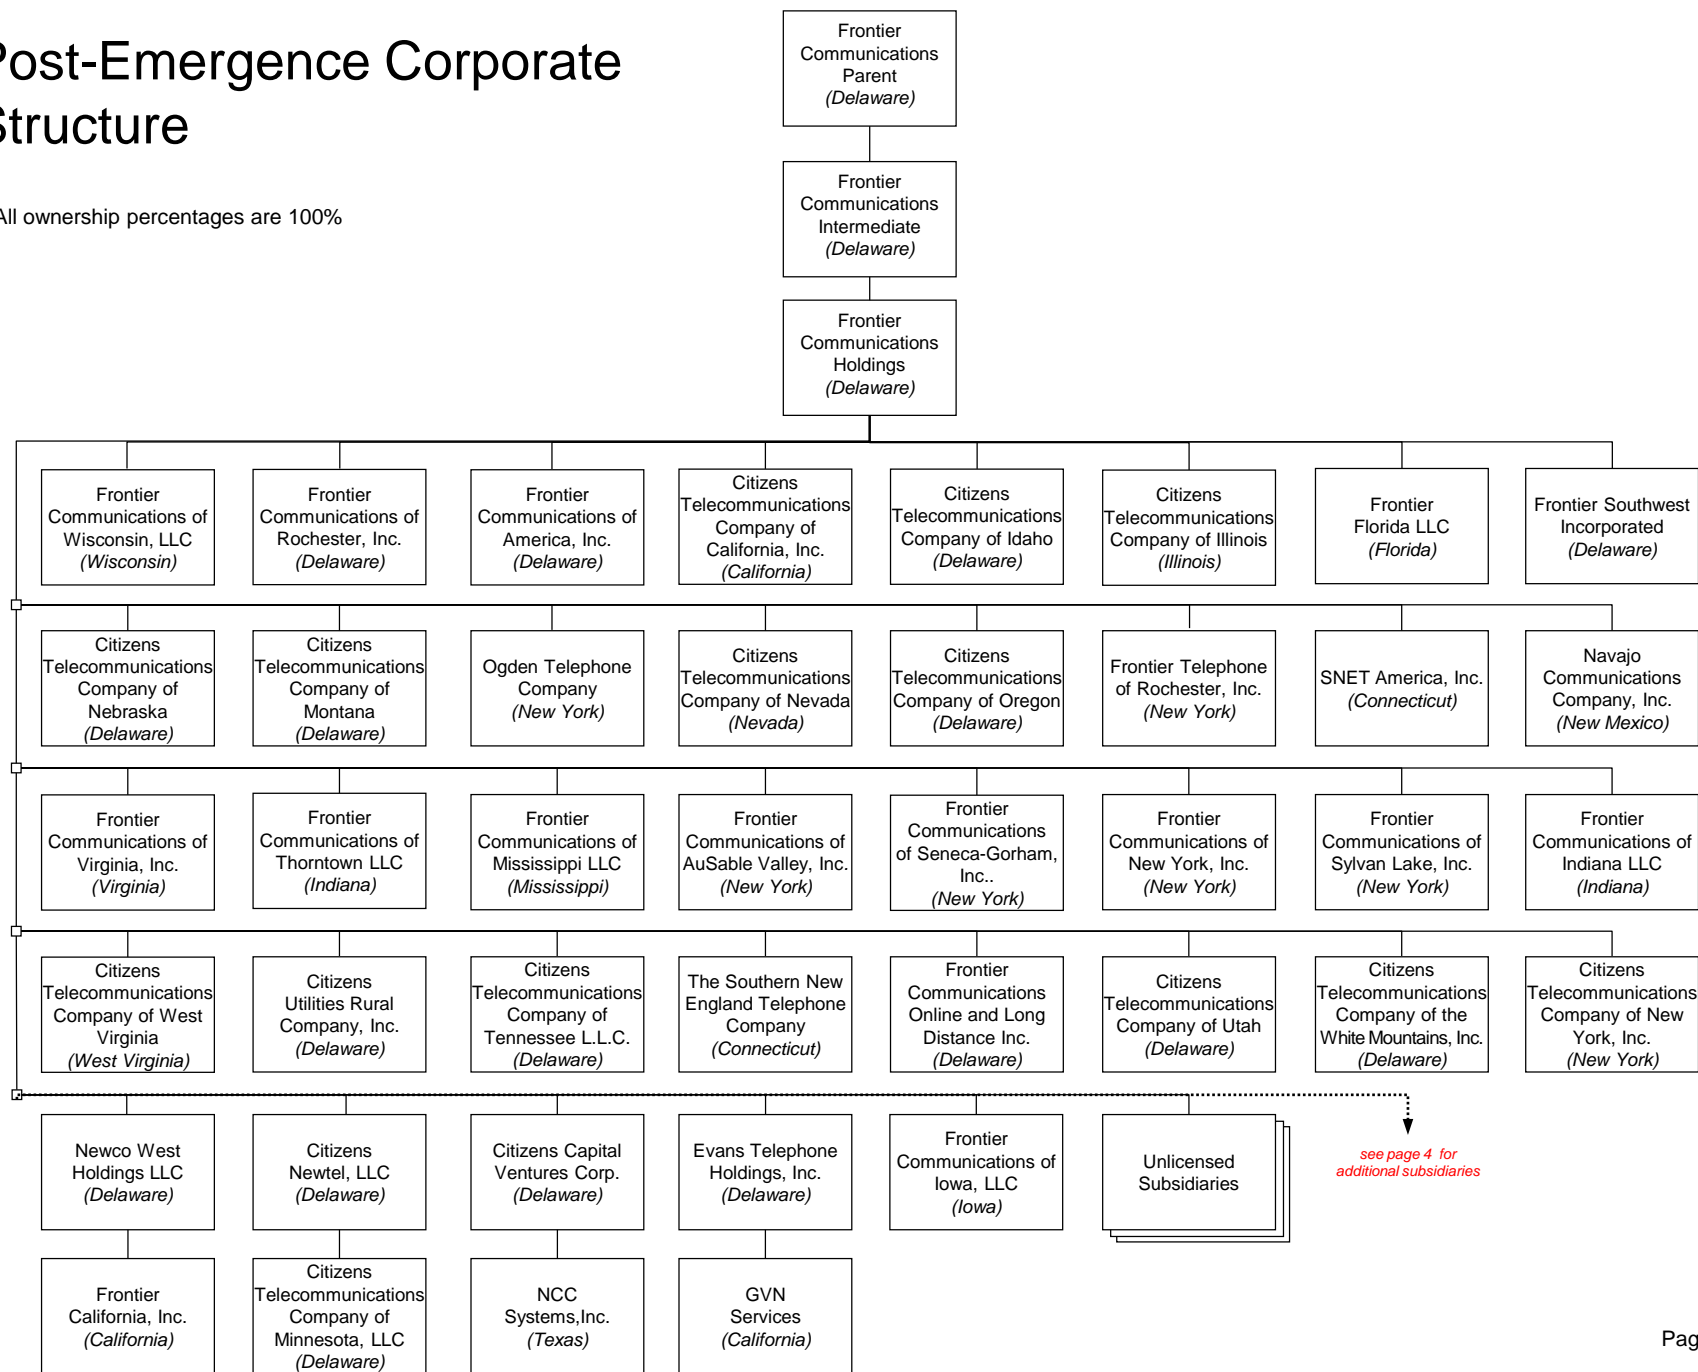 Post-Emergence Corporate
Structure
All ownership percentages are 100%
Frontier
Communications
Parent
(Delaware)
Frontier
Communications
Intermediate
(Delaware)
Frontier
Communications
Holdings
(Delaware)
Frontier
Communications of
Wisconsin, LLC
(Wisconsin)
Frontier
Communications of
Rochester, Inc.
(Delaware)
Frontier
Communications of
America, Inc.
(Delaware)
Citizens
Telecommunications
Company of
California, Inc.
(California)
Citizens
Telecommunications
Company of Idaho
(Delaware)
Citizens
Telecommunications
Company of Illinois
(Illinois)
Frontier
Florida LLC
(Florida)
Frontier Southwest
Incorporated
(Delaware)
Citizens
Telecommunications
Company of
Nebraska
(Delaware)
Citizens
Telecommunications
Company of
Montana
(Delaware)
Ogden Telephone
Company
(New York)
Citizens
Telecommunications
Company of Nevada
(Nevada)
Citizens
Telecommunications
Company of Oregon
(Delaware)
Frontier Telephone
of Rochester, Inc.
(New York)
SNET America, Inc.
(Connecticut)
Navajo
Communications
Company, Inc.
(New Mexico)
Frontier
Communications of
Virginia, Inc.
(Virginia)
Frontier
Communications of
Thorntown LLC
(Indiana)
Frontier
Communications of
Mississippi LLC
(Mississippi)
Frontier
Communications of
AuSable Valley, Inc.
(New York)
Frontier
Communications
of Seneca-Gorham,
Inc..
(New York)
Frontier
Communications of
New York, Inc.
(New York)
Frontier
Communications of
Sylvan Lake, Inc.
(New York)
Frontier
Communications of
Indiana LLC
(Indiana)
Citizens
Telecommunications
Company of West
Virginia
(West Virginia)
Citizens
Utilities Rural
Company, Inc.
(Delaware)
Citizens
Telecommunications
Company of
Tennessee L.L.C.
(Delaware)
The Southern New
England Telephone
Company
(Connecticut)
Frontier
Communications
Online and Long
Distance Inc.
(Delaware)
Citizens
Telecommunications
Company of Utah
(Delaware)
Citizens
Telecommunications
Company of the
White Mountains, Inc.
(Delaware)
Citizens
Telecommunications
Company of New
York, Inc.
(New York)
Newco West
Holdings LLC
(Delaware)
Citizens
Newtel, LLC
(Delaware)
Citizens Capital
Ventures Corp.
(Delaware)
Evans Telephone
Holdings, Inc.
(Delaware)
Frontier
Communications of
Iowa, LLC
(Iowa)
Unlicensed
Subsidiaries
see page 4 for
additional subsidiaries
Frontier
California, Inc.
(California)
Citizens
Telecommunications
Company of
Minnesota, LLC
(Delaware)
NCC
Systems,Inc.
(Texas)
GVN
Services
(California)
Pag